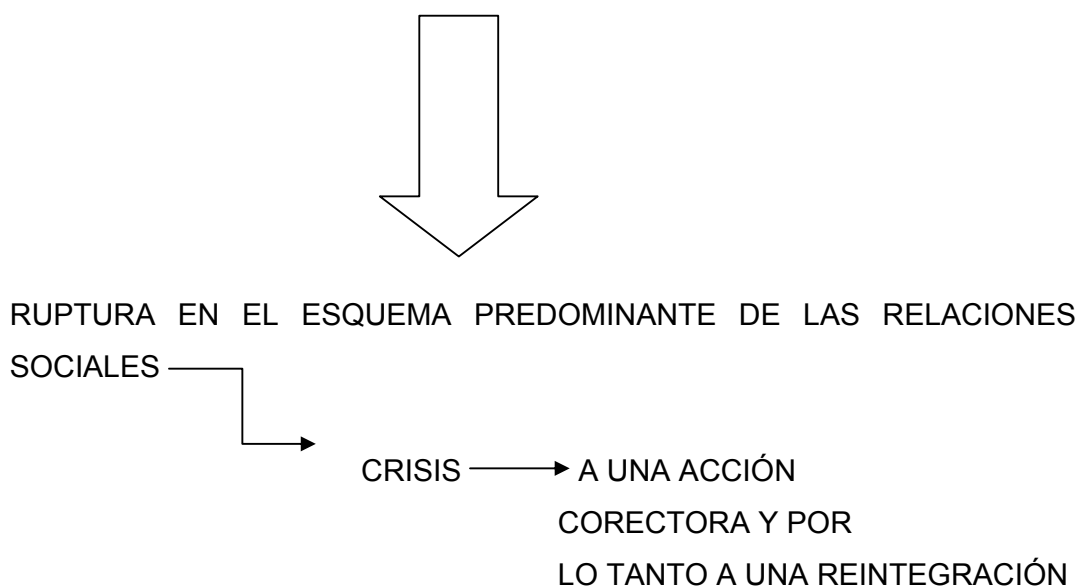 RUPTURA EN EL ESQUEMA PREDOMINANTE DE LAS RELACIONES
SOCIALES
CRISIS A UNA ACCIÓN
CORECTORA Y POR
LO TANTO A UNA REINTEGRACIÓN